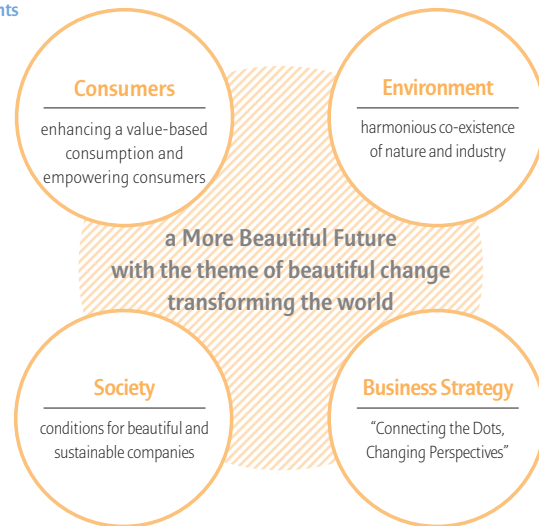 Consumers
enhancing a value-based
consumption and
empowering consumers
Environment
harmonious co-existence
of nature and industry
a More Beautiful Future
with the theme of beautiful change
transforming the world
Society
conditions for beautiful and
sustainable companies
Business Strategy
“Connecting the Dots,
Changing Perspectives”